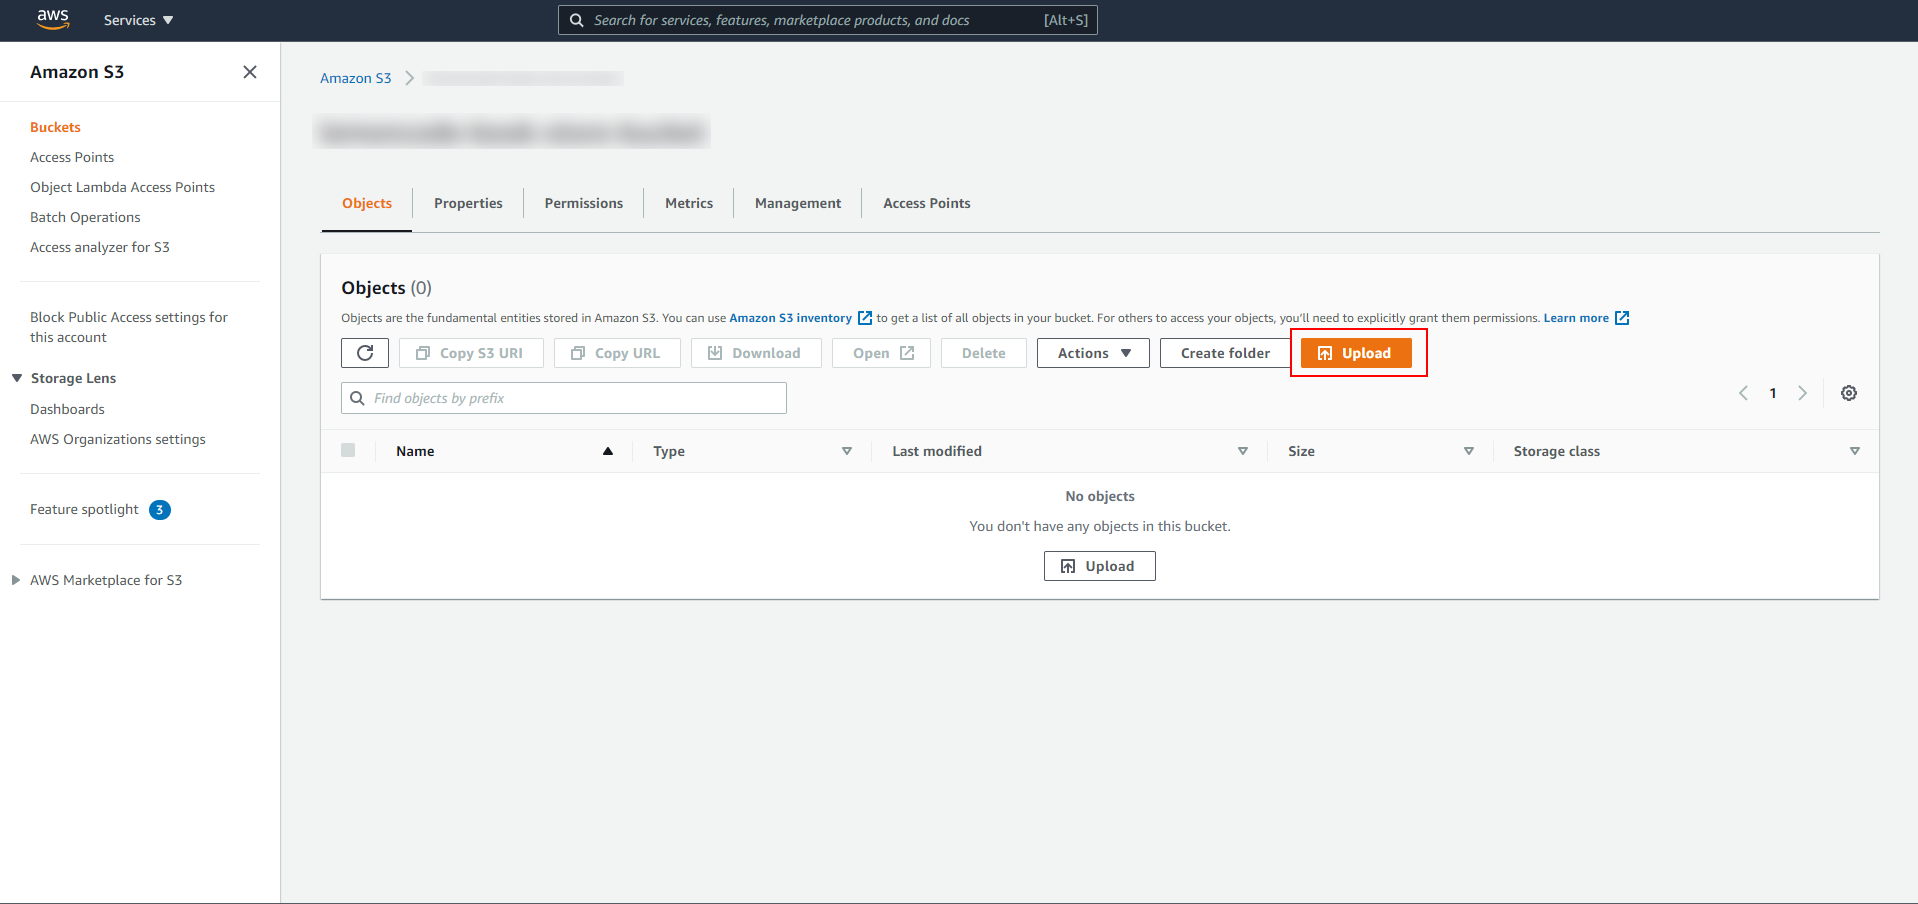 aws Services Search for services, features, marketplace products, and docs [Alt+S]
Amazon S3
Buckets
Access Points
Object Lambda Access Points
Batch Operations
Access analyzer for S3
Block Public Access settings for
this account
Storage Lens
Dashboards
AWS Organizations settings
Feature spotlight 3
AWS Marketplace for S3
Amazon S3
Objects Properties Permissions Metrics Management Access Points
Objects (0)
Objects are the fundamental entities stored in Amazon S3. You can use Amazon S3 inventory to get a list of all objects in your bucket. For others to access your objects, you'll need to explicitly grant them permissions. Learn more
Copy S3 URI Copy URL Download Open Delete Actions Create folder Upload
Find objects by prefix
1
Name Type Last modified Size Storage class
No objects
You don't have any objects in this bucket.
Upload